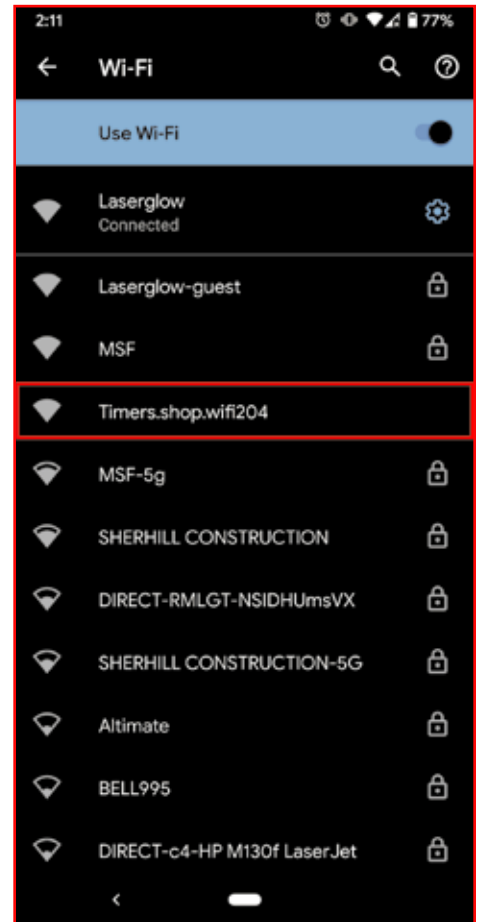 2:11 77%
Wi-Fi
Use Wi-Fi
Laserglow
Connected
Laserglow-guest
MSF
Timers.shop.wifi204
MSF-5g
SHERHILL CONSTRUCTION
DIRECT-RMLGT-NSIDHUmsVX
SHERHILL CONSTRUCTION-5G
Altimate
BELL995
DIRECT-c4-HP M130f LaserJet